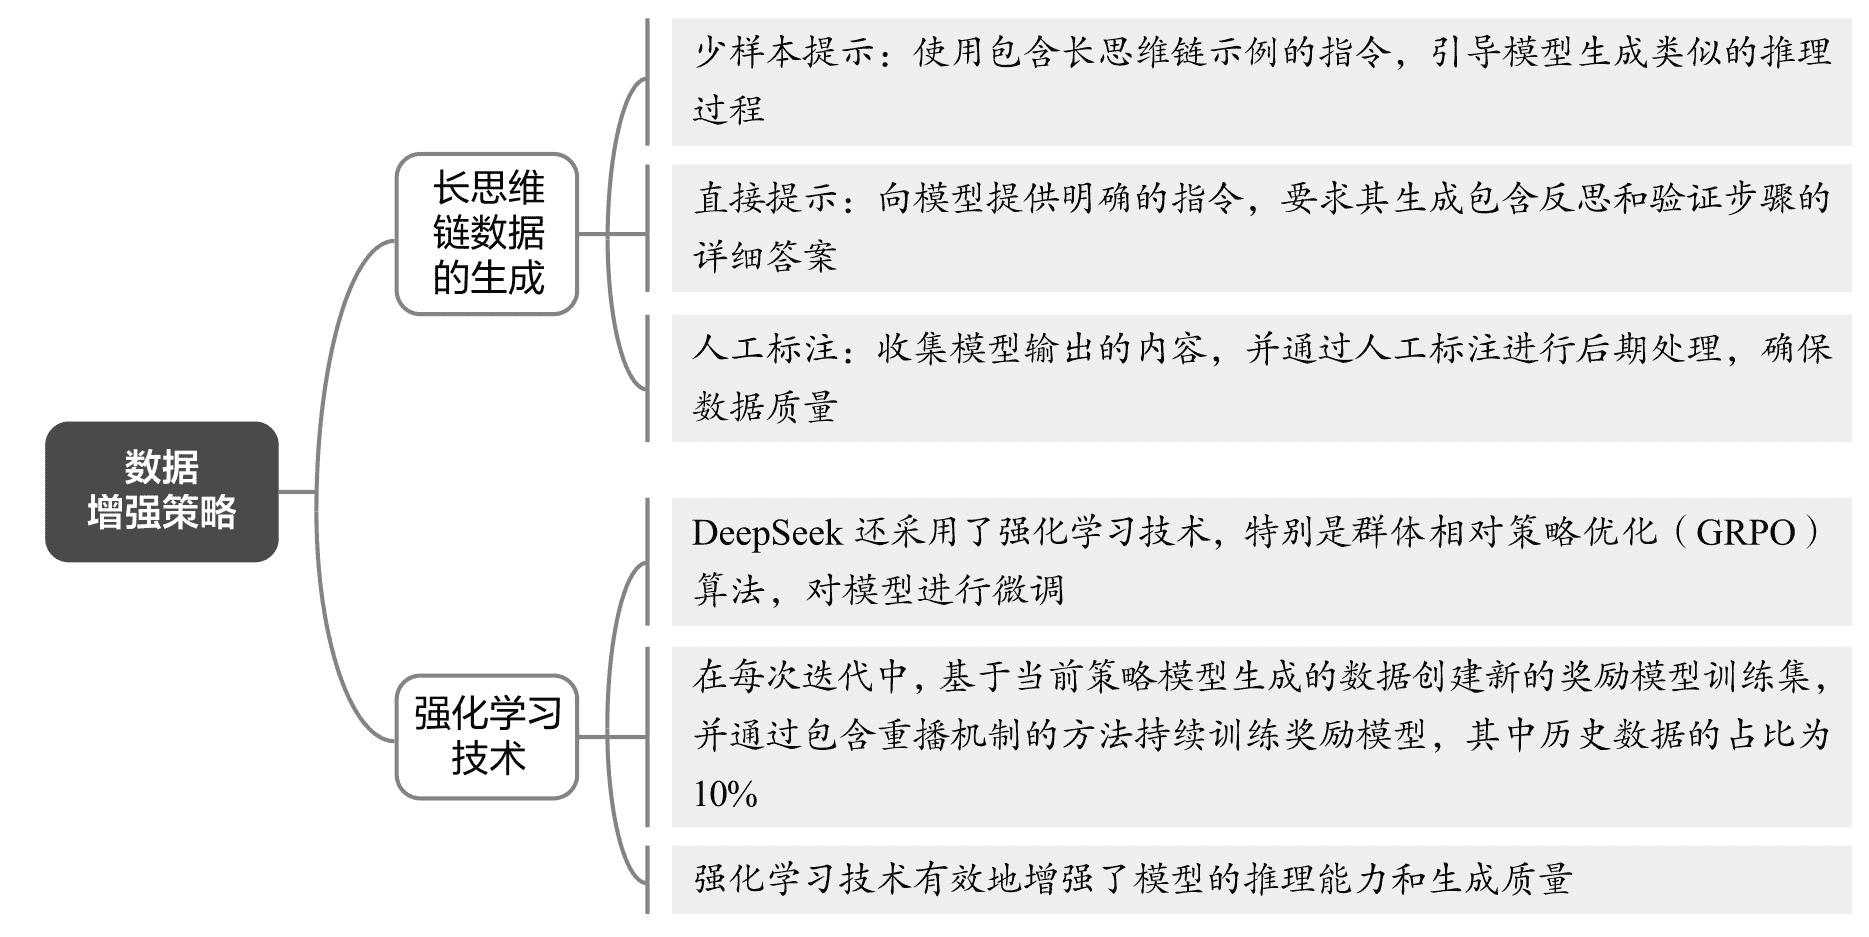 数据
增强策略
长思维
链数据
的生成
少样本提示：使用包含长思维链示例的指令，引导模型生成类似的推理
过程
直接提示：向模型提供明确的指令，要求其生成包含反思和验证步骤的
详细答案
人工标注：收集模型输出的内容，并通过人工标注进行后期处理，确保
数据质量
强化学习
技术
DeepSeek 还采用了强化学习技术，特别是群体相对策略优化（GRPO）
算法，对模型进行微调
在每次迭代中，基于当前策略模型生成的数据创建新的奖励模型训练集，
并通过包含重播机制的方法持续训练奖励模型，其中历史数据的占比为
10%
强化学习技术有效地增强了模型的推理能力和生成质量